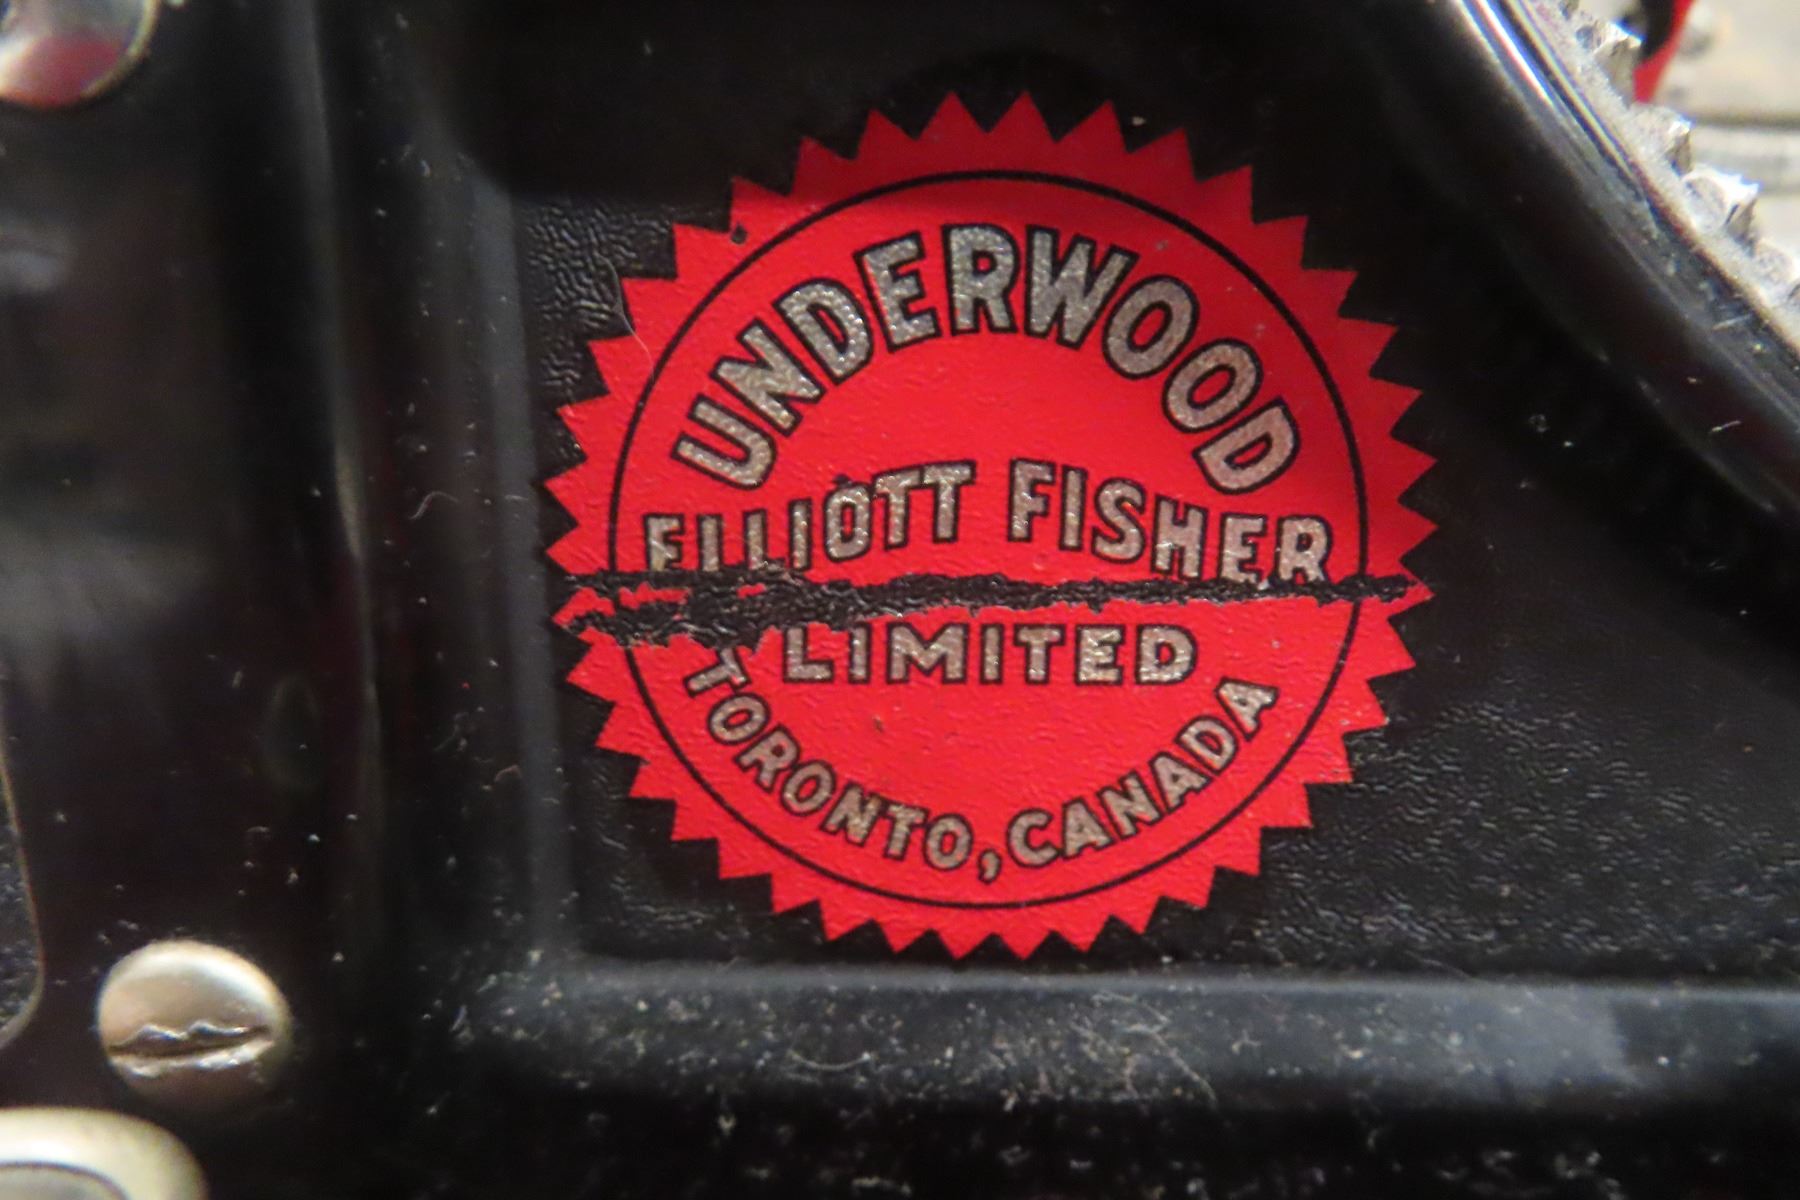 UNDERWOOD
ELLIOTT FISHER
LIMITED
TORONTO, CANADA